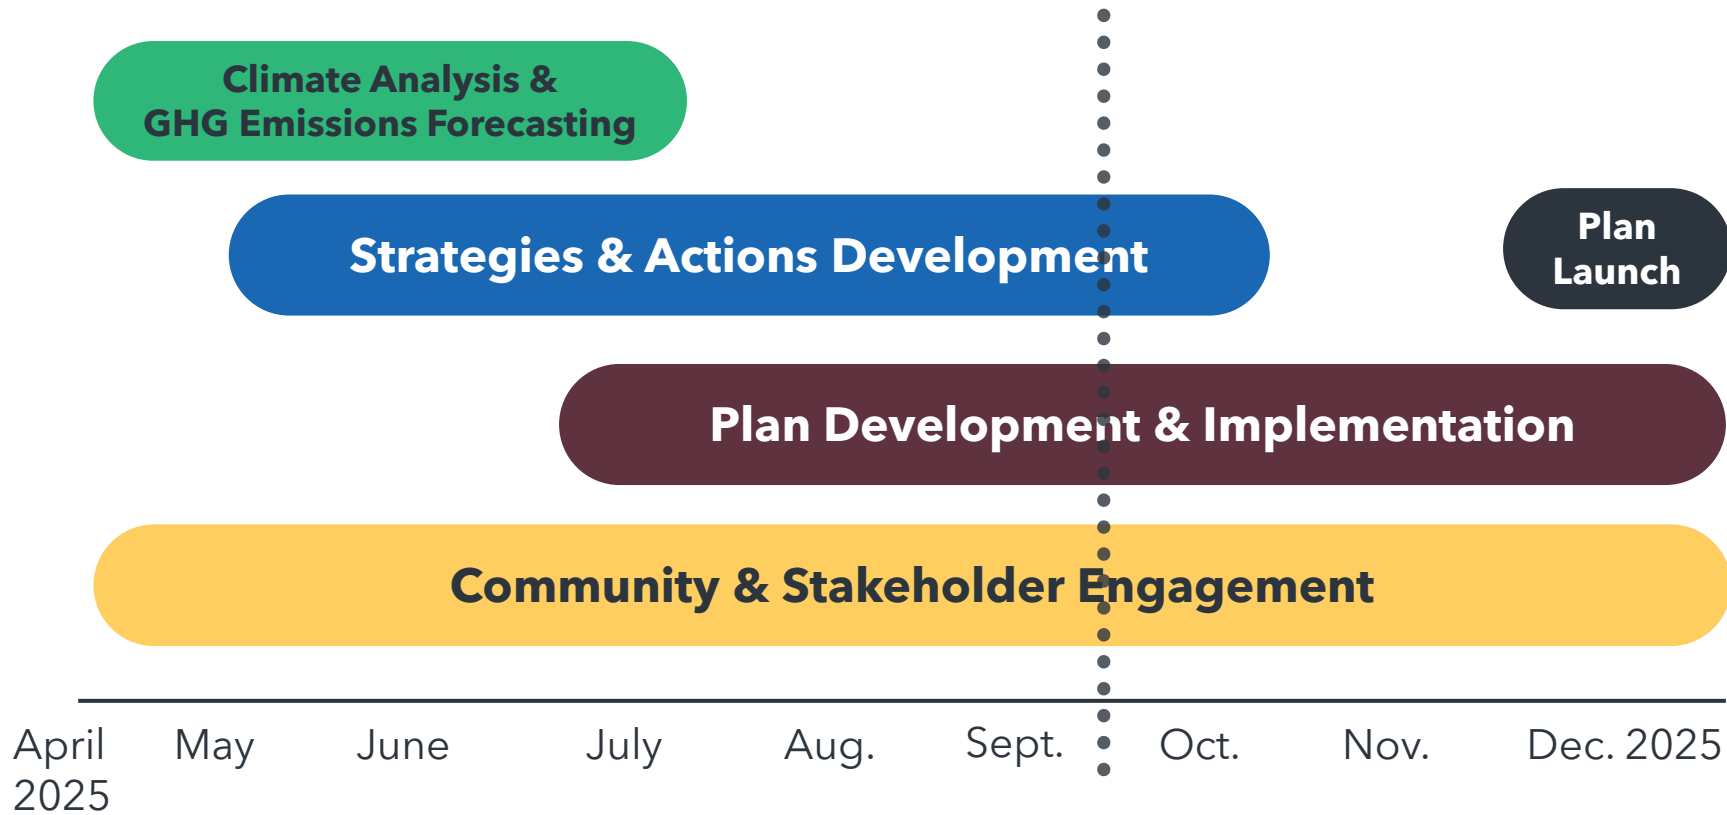 Climate Analysis &
GHG Emissions Forecasting
Strategies & Actions Development
Plan
Launch
Plan Development & Implementation
Community & Stakeholder Engagement
April
2025
May
June
July
Aug.
Sept.
Oct.
Nov.
Dec. 2025